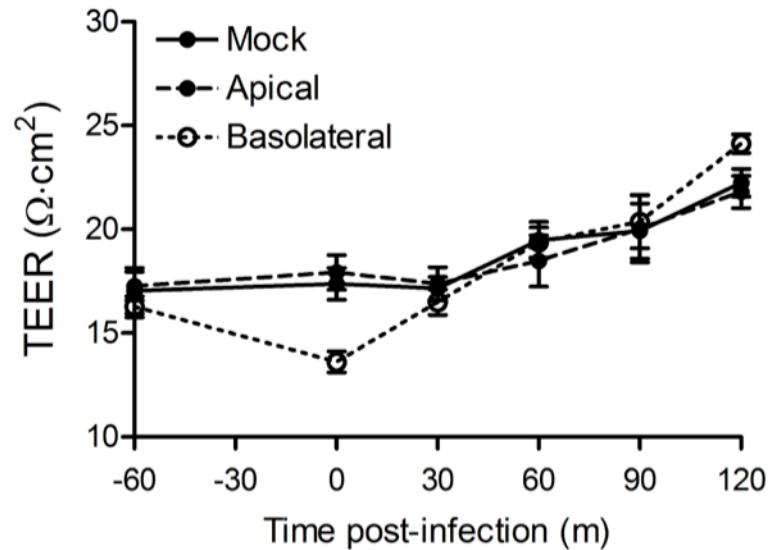 30
Mock
Apical
25
Basolateral
20
15
10
TEER (Ω·cm²)
-60 -30 0 30 60 90 120
Time post-infection (m)